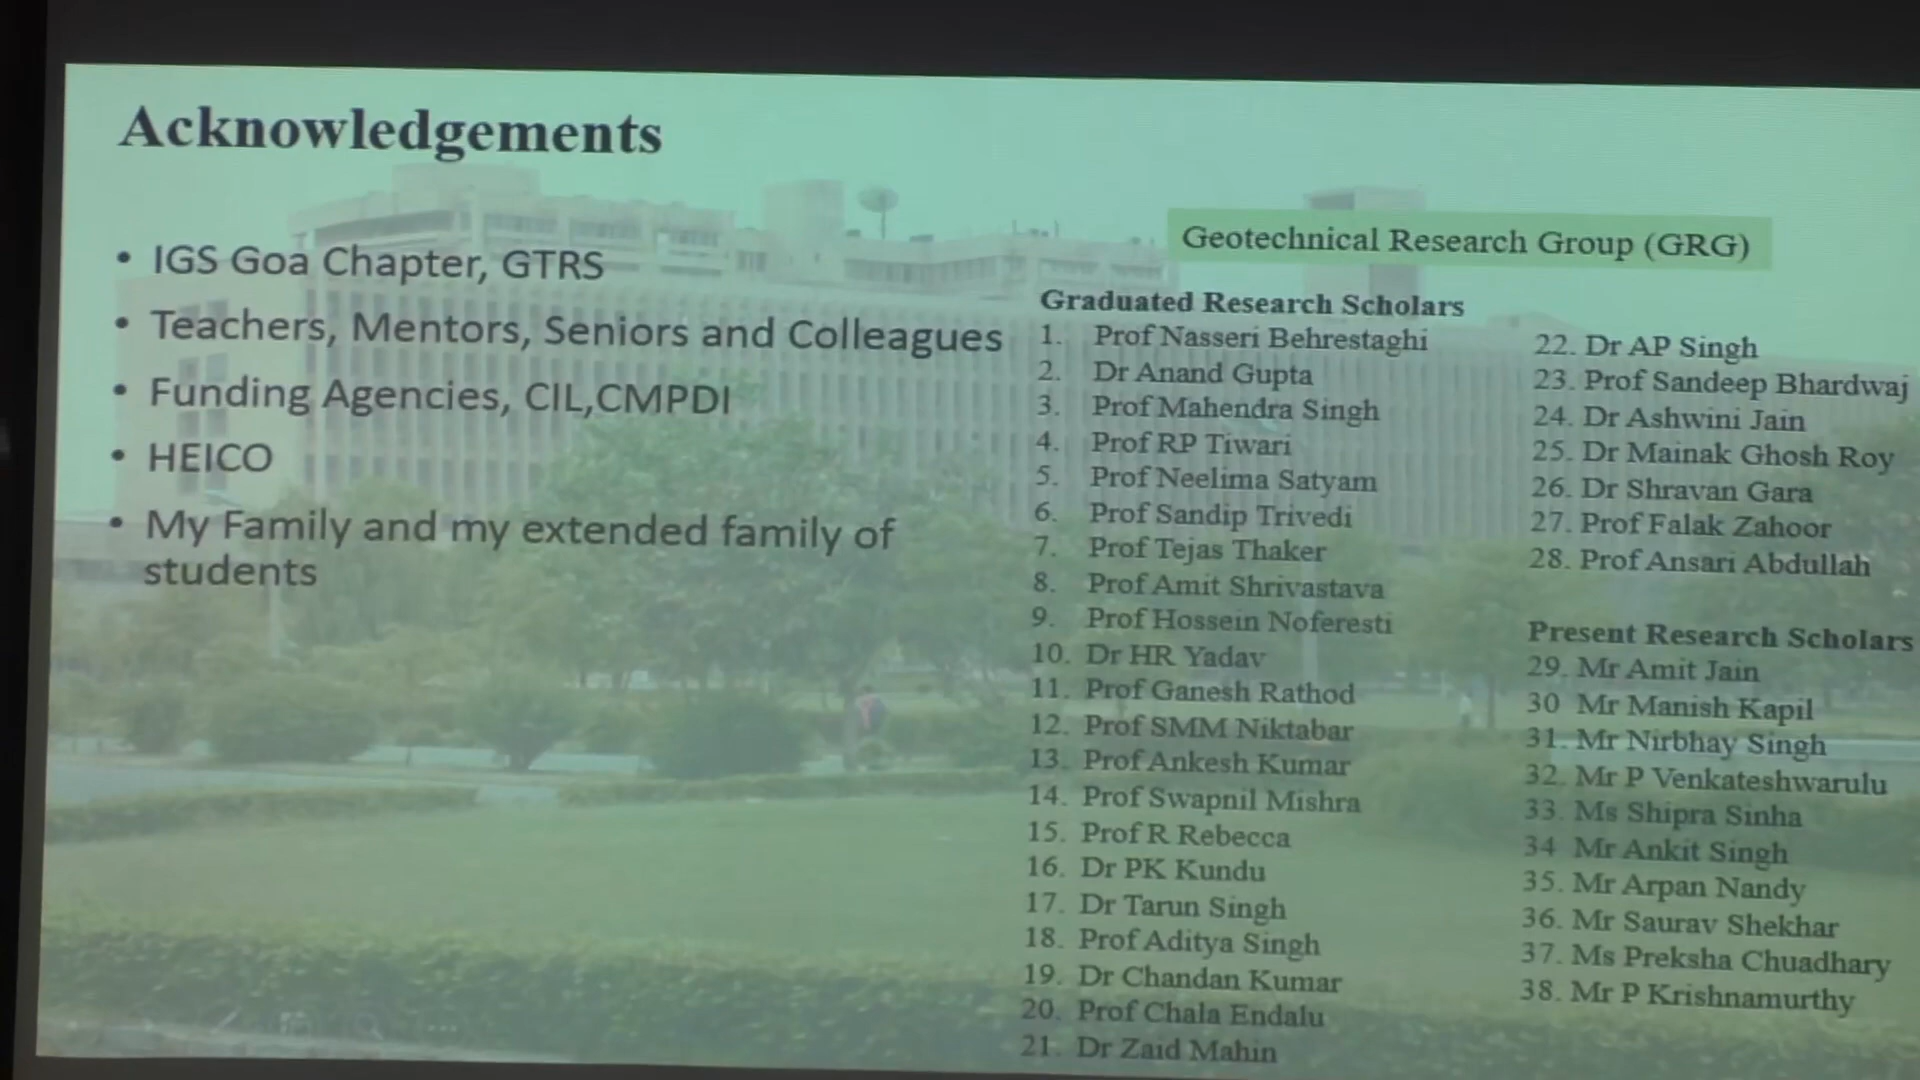 Acknowledgements
• IGS Goa Chapter, GTRS
• Teachers, Mentors, Seniors and Colleagues
• Funding Agencies, CIL,CMPDI
• HEICO
• My Family and my extended family of
students
Geotechnical Research Group (GRG)
Graduated Research Scholars
1. Prof Nasseri Behrestaghi
2. Dr Anand Gupta
3. Prof Mahendra Singh
4. Prof RP Tiwari
5. Prof Neelima Satyam
6. Prof Sandip Trivedi
7. Prof Tejas Thaker
8. Prof Amit Shrivastava
9. Prof Hossein Noferesti
10. Dr HR Yadav
11. Prof Ganesh Rathod
12. Prof SMM Niktabar
13. Prof Ankesh Kumar
14. Prof Swapnil Mishra
15. Prof R Rebecca
16. Dr PK Kundu
17. Dr Tarun Singh
18. Prof Aditya Singh
19. Dr Chandan Kumar
20. Prof Chala Endalu
21. Dr Zaid Mahin
22. Dr AP Singh
23. Prof Sandeep Bhardwaj
24. Dr Ashwini Jain
25. Dr Mainak Ghosh Roy
26. Dr Shravan Gara
27. Prof Falak Zahoor
28. Prof Ansari Abdullah
Present Research Scholars
29. Mr Amit Jain
30 Mr Manish Kapil
31. Mr Nirbhay Singh
32. Mr P Venkateshwarulu
33. Ms Shipra Sinha
34 Mr Ankit Singh
35. Mr Arpan Nandy
36. Mr Saurav Shekhar
37. Ms Preksha Chuadhary
38. Mr P Krishnamurthy